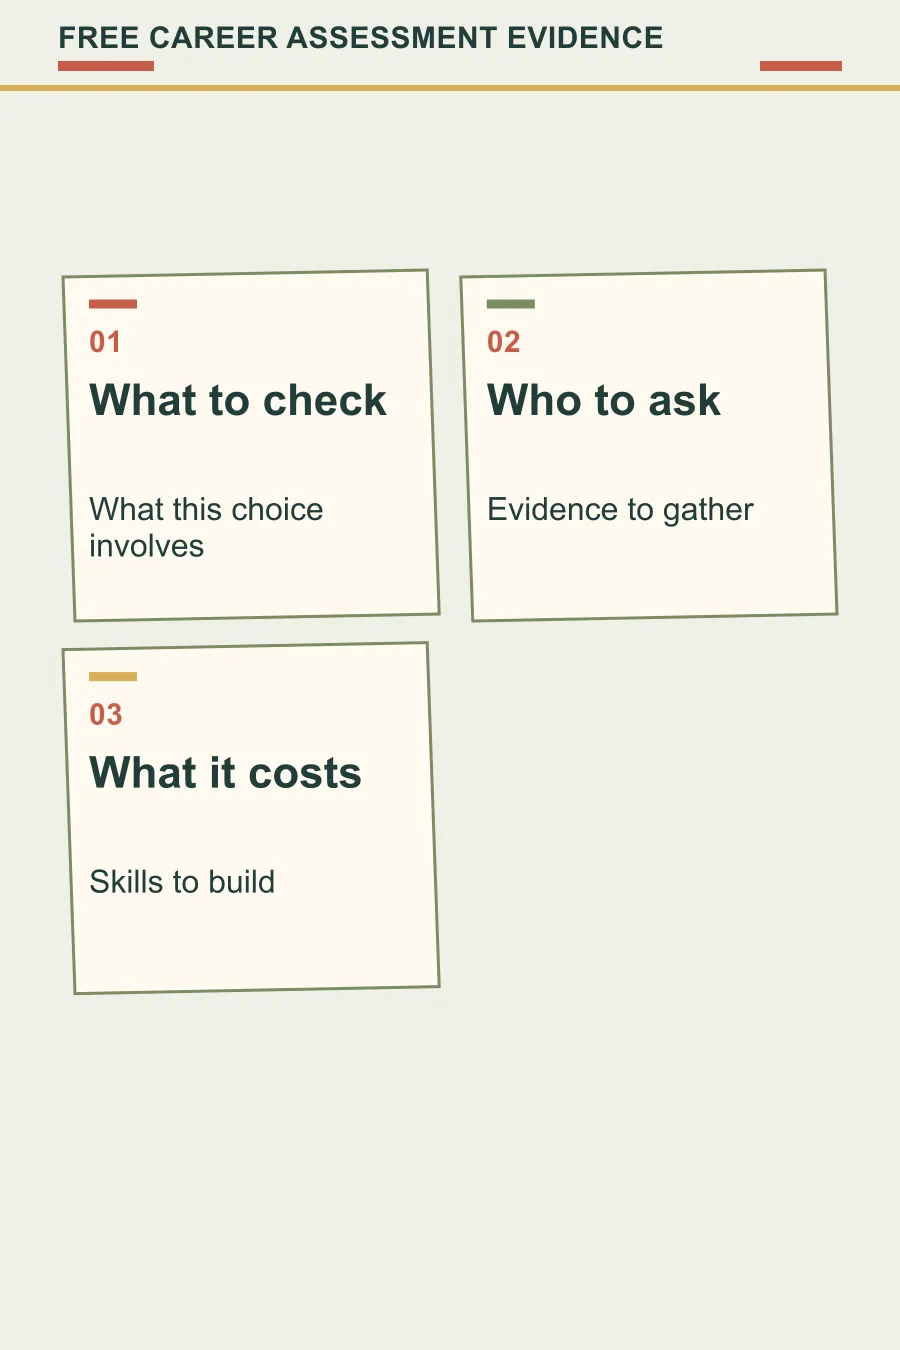 FREE CAREER ASSESSMENT EVIDENCE
01
What to check
What this choice
involves
02
Who to ask
Evidence to gather
03
What it costs
Skills to build